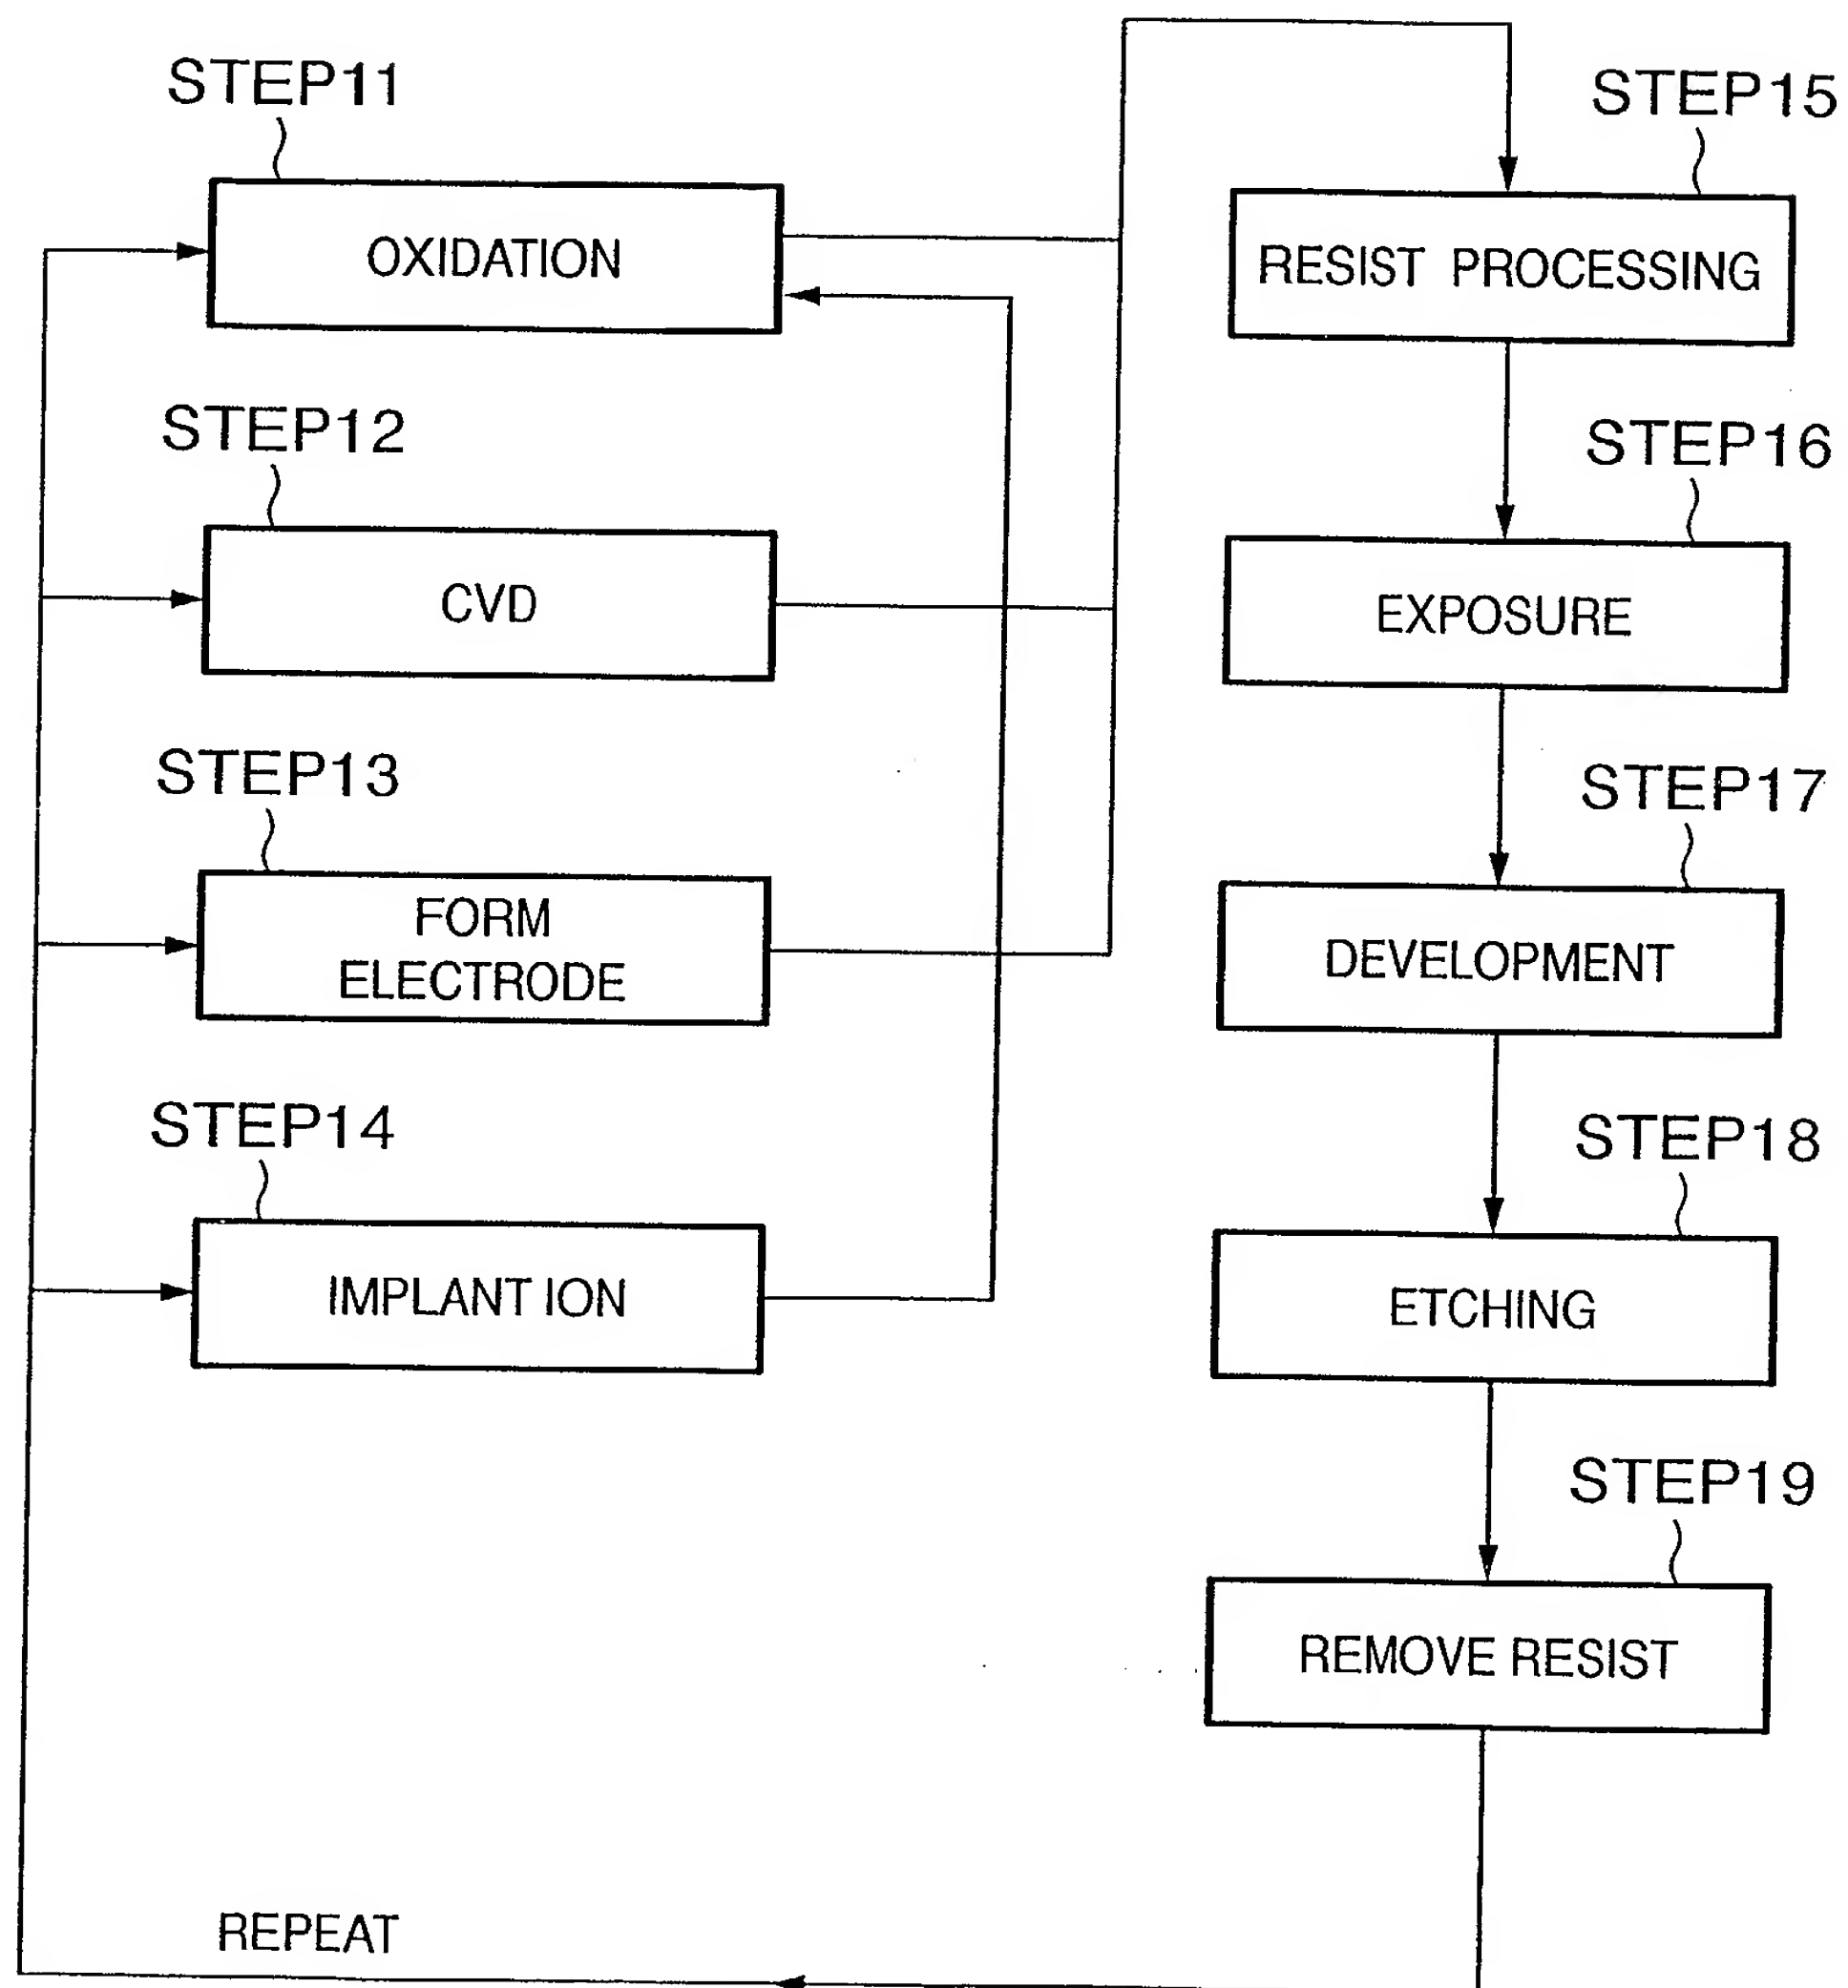 STEP11
OXIDATION
STEP12
CVD
STEP13
FORM
ELECTRODE
STEP14
IMPLANT ION
STEP15
RESIST PROCESSING
STEP16
EXPOSURE
STEP17
DEVELOPMENT
STEP18
ETCHING
STEP19
REMOVE RESIST
REPEAT